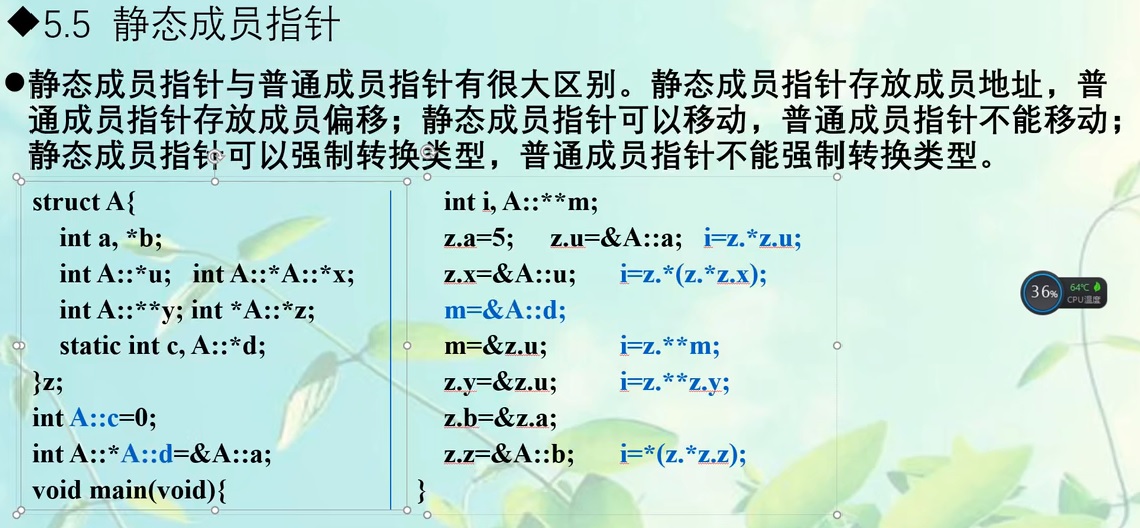 ◆5.5 静态成员指针
●静态成员指针与普通成员指针有很大区别。静态成员指针存放成员地址，普
通成员指针存放成员偏移；静态成员指针可以移动，普通成员指针不能移动；
静态成员指针可以强制转换类型，普通成员指针不能强制转换类型。
struct A{
int a, *b;
int A::*u; int A::*A::*x;
int A::**y; int *A::*z;
static int c, A::*d;
}z;
int A::c=0;
int A::*A::d=&A::a;
void main(void){
int i, A::**m;
z.a=5; z.u=&A::a; i=z.*z.u;
z.x=&A::u; i=z.*(z.*z.x);
m=&A::d;
m=&z.u; i=z.**m;
z.y=&z.u; i=z.**z.y;
z.b=&z.a;
z.z=&A::b; i=*(z.*z.z);
}
36%
64℃
CPU温度